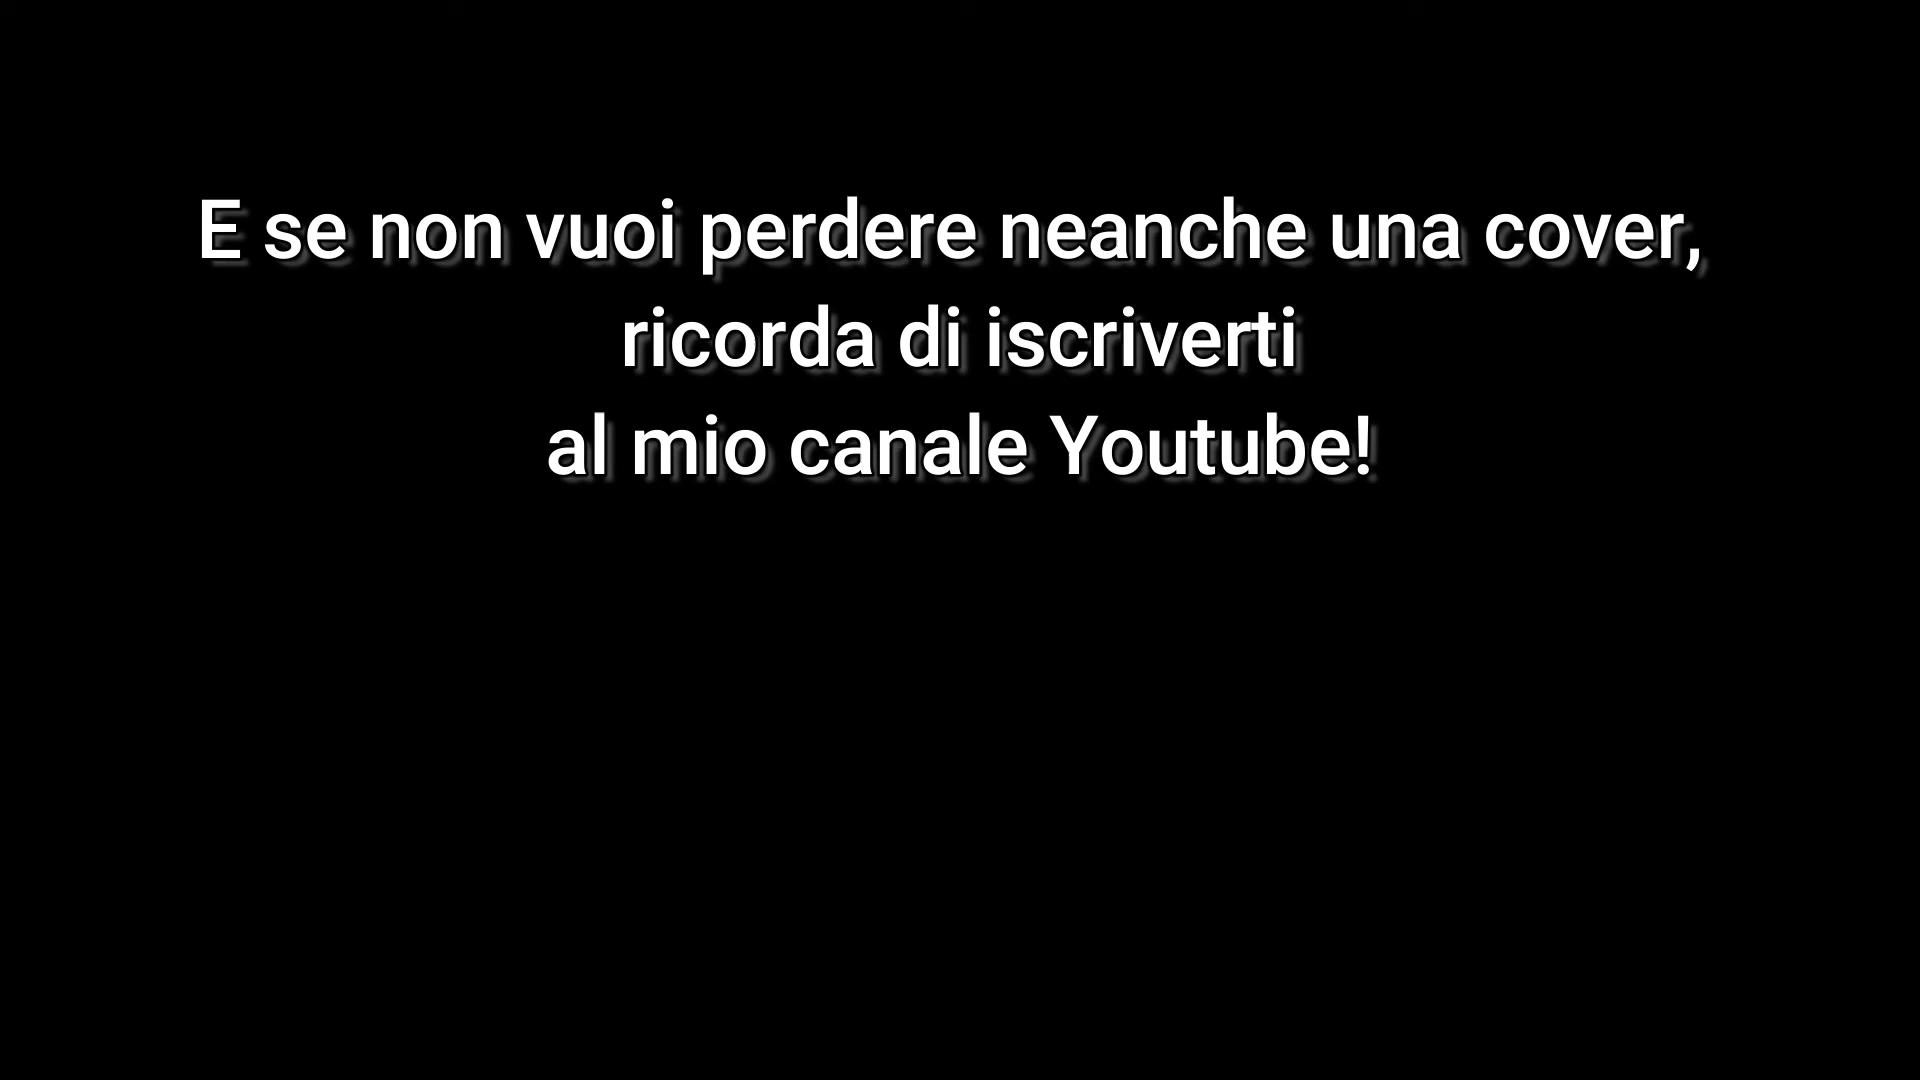 E se non vuoi perdere neanche una cover,
ricorda di iscriverti
al mio canale Youtube!